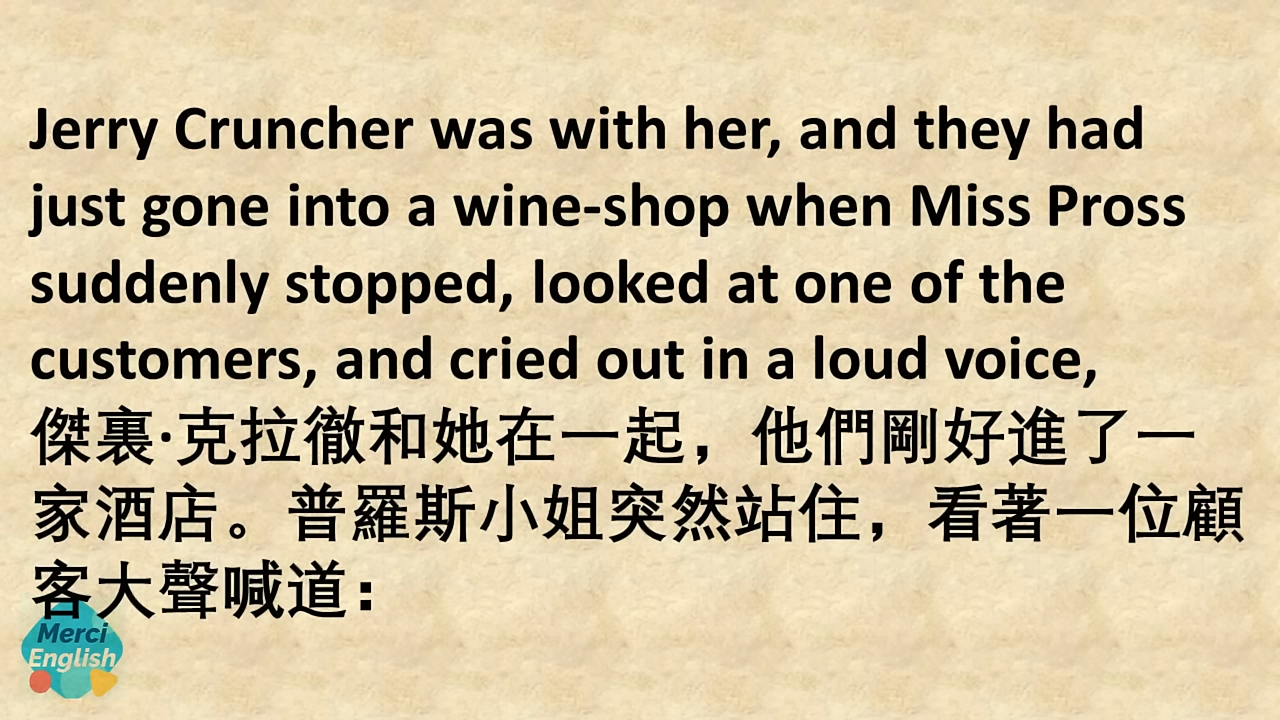 Jerry Cruncher was with her, and they had
just gone into a wine-shop when Miss Pross
suddenly stopped, looked at one of the
customers, and cried out in a loud voice,
傑裏·克拉徹和她在一起，他們剛好進了一
家酒店。普羅斯小姐突然站住，看著一位顧
客大聲喊道：
Merci
English